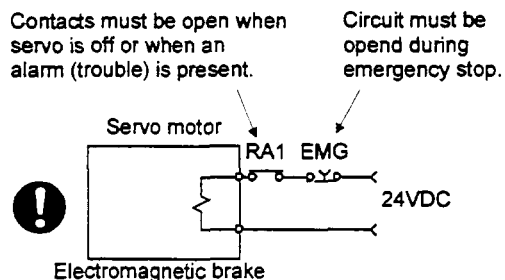 Contacts must be open when
servo is off or when an
alarm (trouble) is present.
Circuit must be
opend during
emergency stop.
Servo motor
RA1 EMG
24VDC
Electromagnetic brake